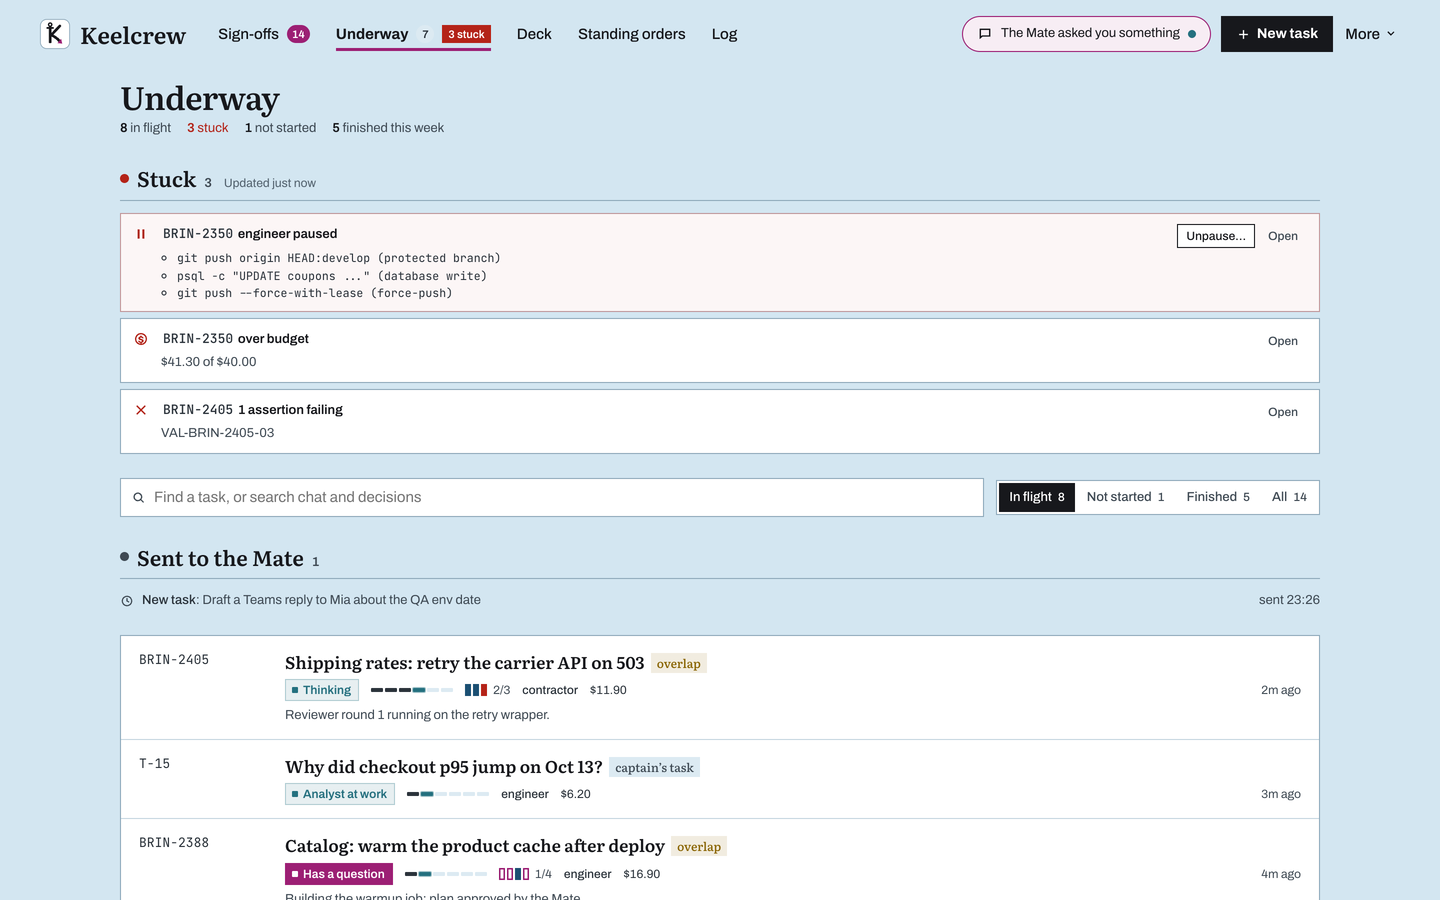 Keelcrew
Sign-offs 14
Underway 7 3 stuck
Deck
Standing orders
Log
The Mate asked you something
+ New task
More
Underway
8 in flight 3 stuck 1 not started 5 finished this week
Stuck 3 Updated just now
BRIN-2350 engineer paused
Unpause... Open
git push origin HEAD:develop (protected branch)
psql -c "UPDATE coupons ..." (database write)
git push --force-with-lease (force-push)
BRIN-2350 over budget
Open
$41.30 of $40.00
BRIN-2405 1 assertion failing
Open
VAL-BRIN-2405-03
Find a task, or search chat and decisions
In flight 8 Not started 1 Finished 5 All 14
Sent to the Mate 1
New task: Draft a Teams reply to Mia about the QA env date sent 23:26
BRIN-2405
Shipping rates: retry the carrier API on 503 overlap
Thinking 2/3 contractor $11.90 2m ago
Reviewer round 1 running on the retry wrapper.
T-15
Why did checkout p95 jump on Oct 13? captain's task
Analyst at work engineer $6.20 3m ago
BRIN-2388
Catalog: warm the product cache after deploy overlap
Has a question 1/4 engineer $16.90 4m ago
Building the warmup job; plan approved by the Mate.